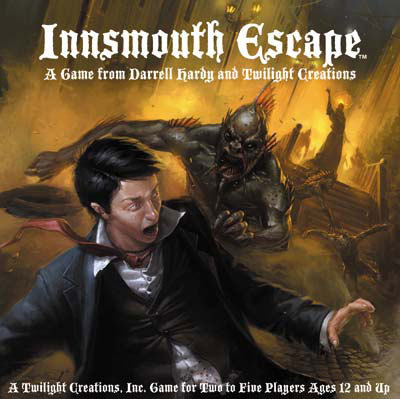 Innsmouth Escape™
A Game from Darrell Hardy and Twilight Creations
A Twilight Creations, Inc. Game for Two to Five Players Ages 12 and Up